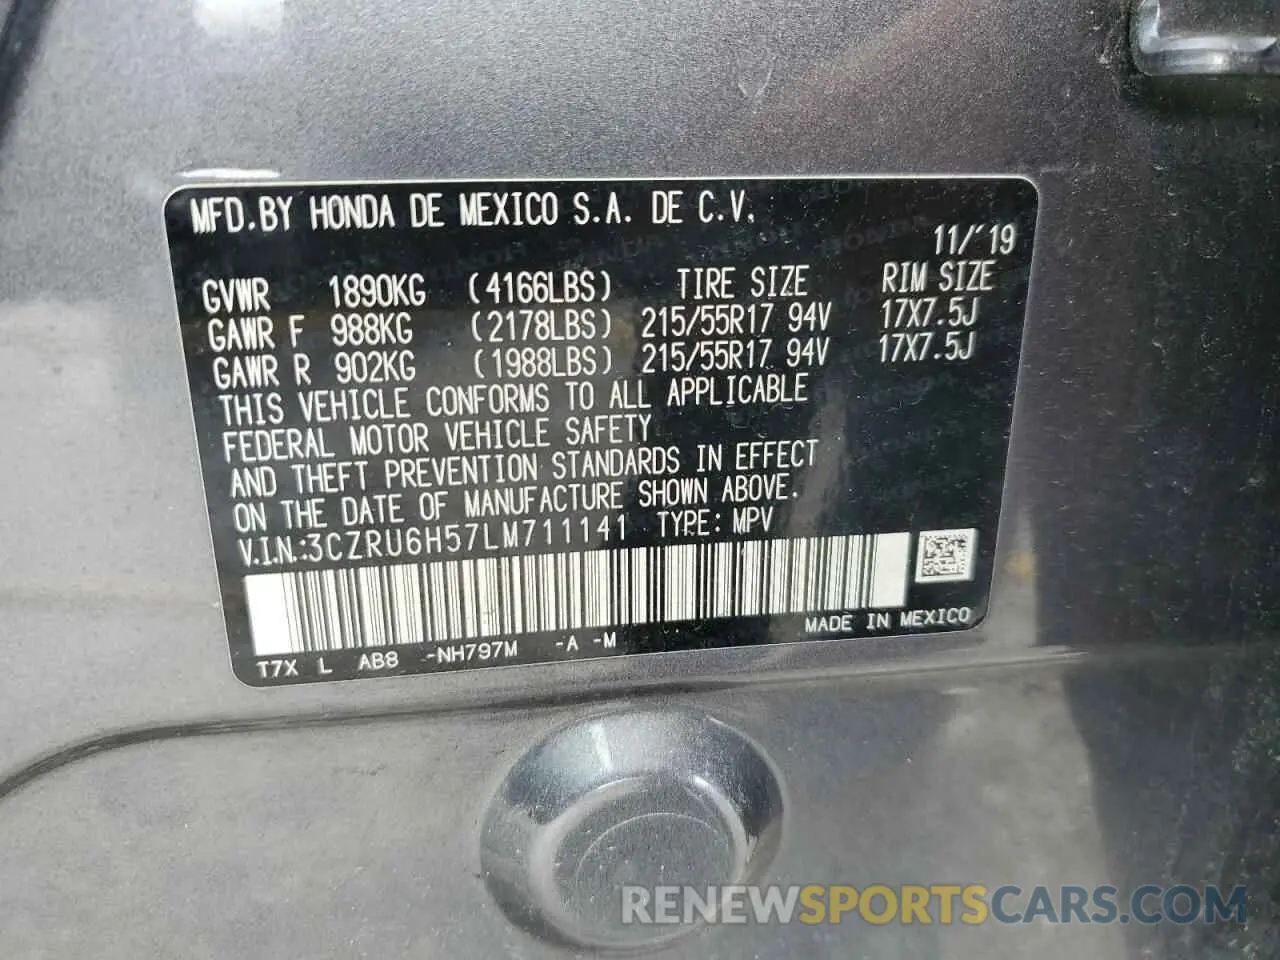 MFD.BY HONDA DE MEXICO S.A. DE C.V.
11/'19
GVWR 1890KG (4166LBS) TIRE SIZE RIM SIZE
GAWR F 988KG (2178LBS) 215/55R17 94V 17X7.5J
GAWR R 902KG (1988LBS) 215/55R17 94V 17X7.5J
THIS VEHICLE CONFORMS TO ALL APPLICABLE
FEDERAL MOTOR VEHICLE SAFETY
AND THEFT PREVENTION STANDARDS IN EFFECT
ON THE DATE OF MANUFACTURE SHOWN ABOVE.
V.I.N.:3CZRU6H57LM711141 TYPE: MPV
MADE IN MEXICO
T7X L AB8 -NH797M -A -M
RENEWSPORTSCARS.COM